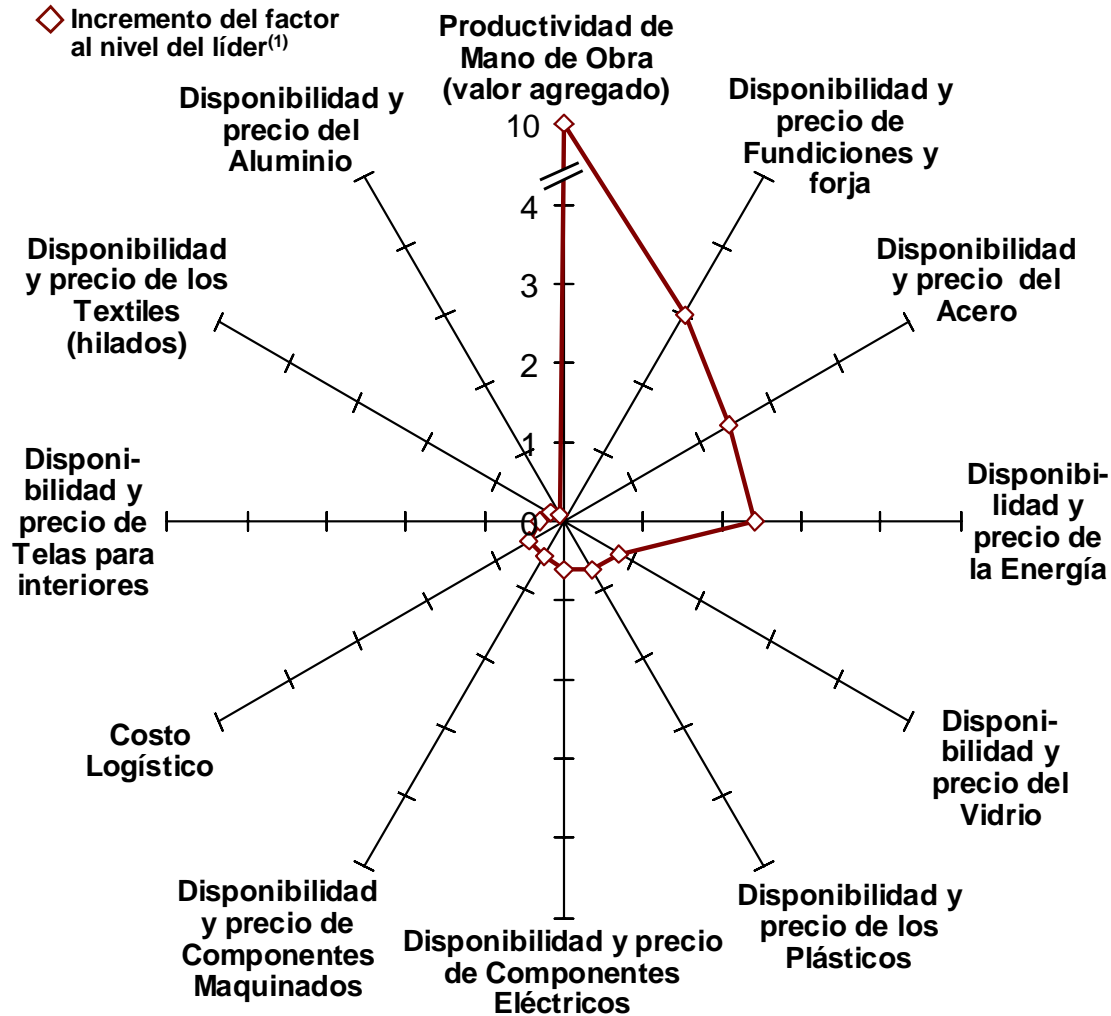 Incremento del factor
al nivel del líder(1)
Productividad de
Mano de Obra
(valor agregado)
Disponibilidad y
precio de
Fundiciones y
forja
Disponibilidad
y precio  del
Acero
Disponibi-
lidad y
precio de
la Energía
Disponi-
bilidad y
precio del
Vidrio
Disponibilidad y
precio de los
Plásticos
Disponibilidad y precio
de Componentes
Eléctricos
Disponibilidad
y precio de
Componentes
Maquinados
Costo
Logístico
Disponi-
bilidad y
precio de
Telas para
interiores
Disponibilidad
y precio de los
Textiles
(hilados)
Disponibilidad y
precio del
Aluminio
10
4
3
2
1
0